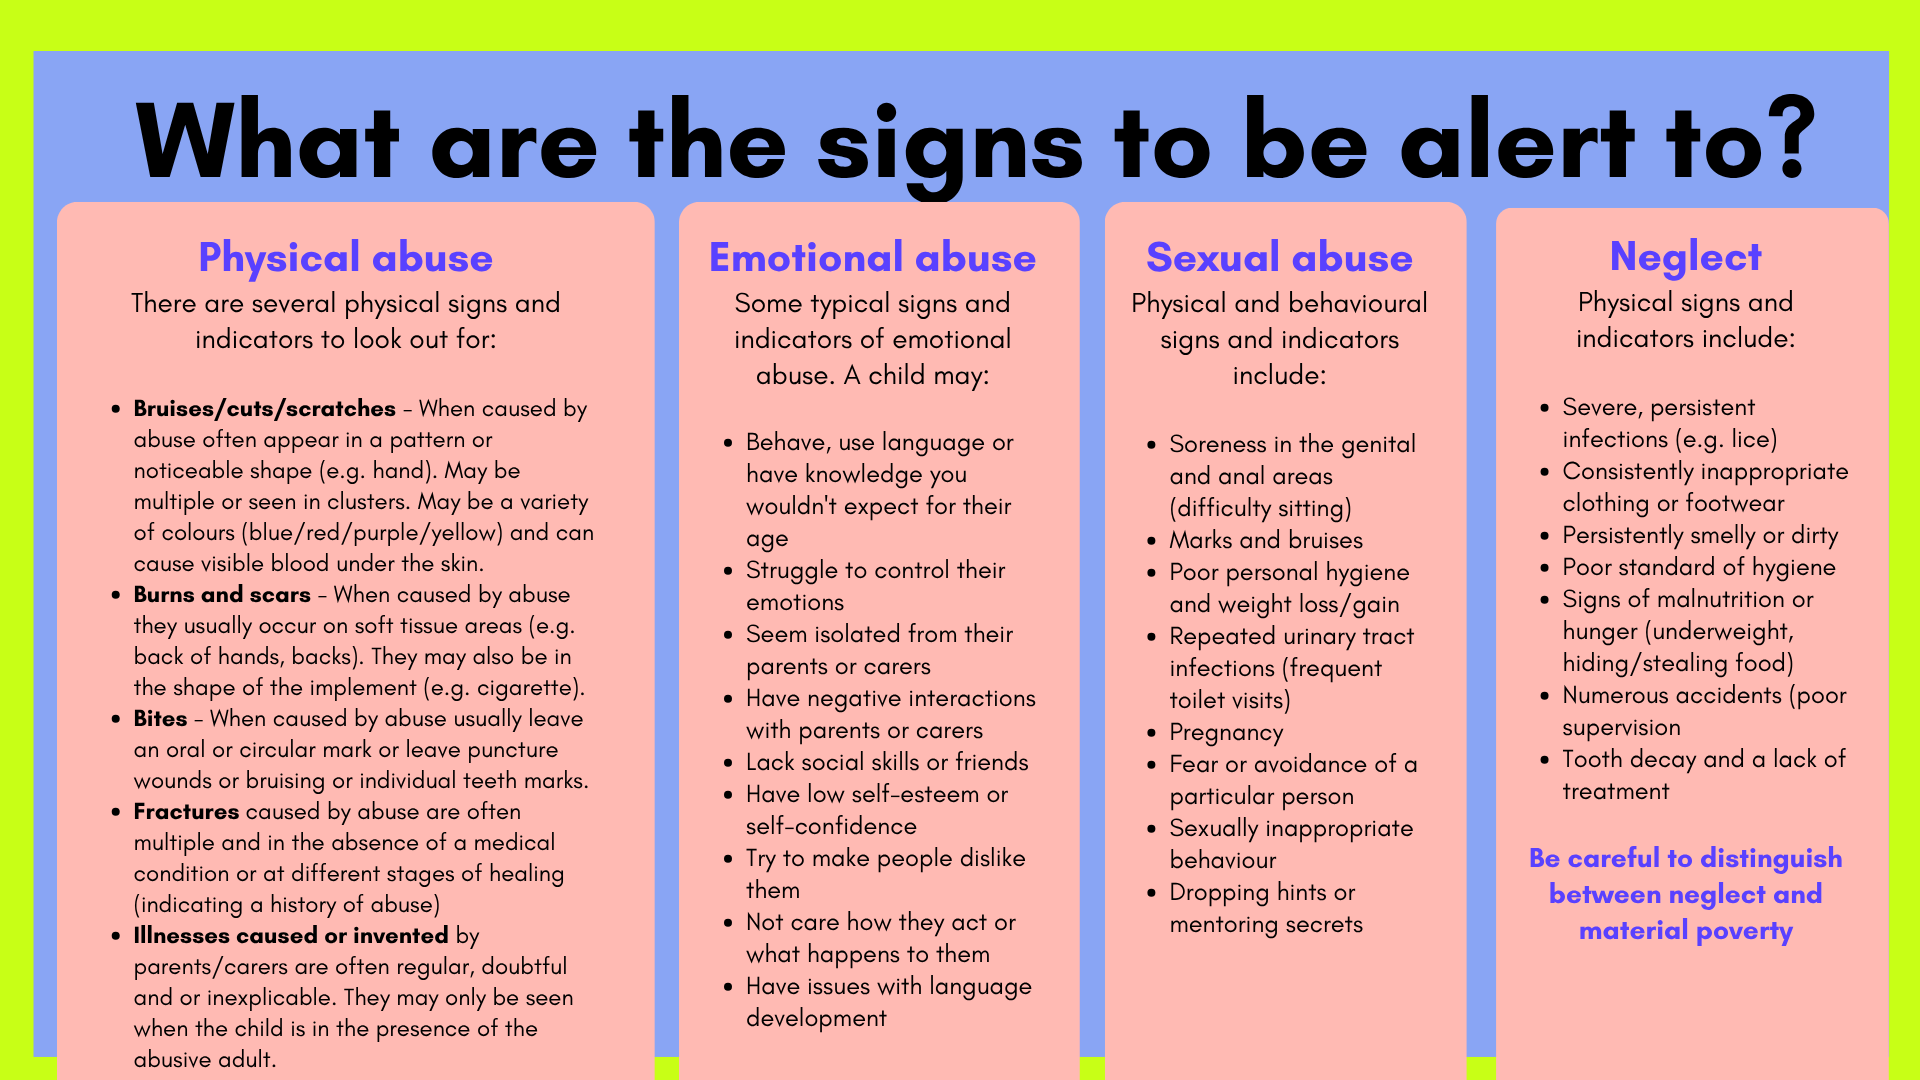 What are the signs to be alert to?
Physical abuse
There are several physical signs and
indicators to look out for:
• Bruises/cuts/scratches - When caused by
abuse often appear in a pattern or
noticeable shape (e.g. hand). May be
multiple or seen in clusters. May be a variety
of colours (blue/red/purple/yellow) and can
cause visible blood under the skin.
• Burns and scars - When caused by abuse
they usually occur on soft tissue areas (e.g.
back of hands, backs). They may also be in
the shape of the implement (e.g. cigarette).
• Bites - When caused by abuse usually leave
an oral or circular mark or leave puncture
wounds or bruising or individual teeth marks.
• Fractures caused by abuse are often
multiple and in the absence of a medical
condition or at different stages of healing
(indicating a history of abuse)
• Illnesses caused or invented by
parents/carers are often regular, doubtful
and or inexplicable. They may only be seen
when the child is in the presence of the
abusive adult.
Emotional abuse
Some typical signs and
indicators of emotional
abuse. A child may:
• Behave, use language or
have knowledge you
wouldn't expect for their
age
• Struggle to control their
emotions
• Seem isolated from their
parents or carers
• Have negative interactions
with parents or carers
• Lack social skills or friends
• Have low self-esteem or
self-confidence
• Try to make people dislike
them
• Not care how they act or
what happens to them
• Have issues with language
development
Sexual abuse
Physical and behavioural
signs and indicators
include:
• Soreness in the genital
and anal areas
(difficulty sitting)
• Marks and bruises
• Poor personal hygiene
and weight loss/gain
• Repeated urinary tract
infections (frequent
toilet visits)
• Pregnancy
• Fear or avoidance of a
particular person
• Sexually inappropriate
behaviour
• Dropping hints or
mentoring secrets
Neglect
Physical signs and
indicators include:
• Severe, persistent
infections (e.g. lice)
• Consistently inappropriate
clothing or footwear
• Persistently smelly or dirty
• Poor standard of hygiene
• Signs of malnutrition or
hunger (underweight,
hiding/stealing food)
• Numerous accidents (poor
supervision
• Tooth decay and a lack of
treatment
Be careful to distinguish
between neglect and
material poverty